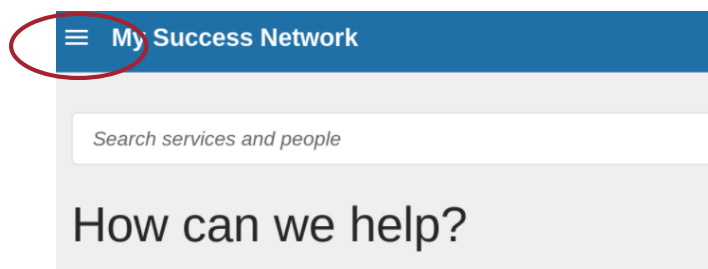 My Success Network
Search services and people
How can we help?